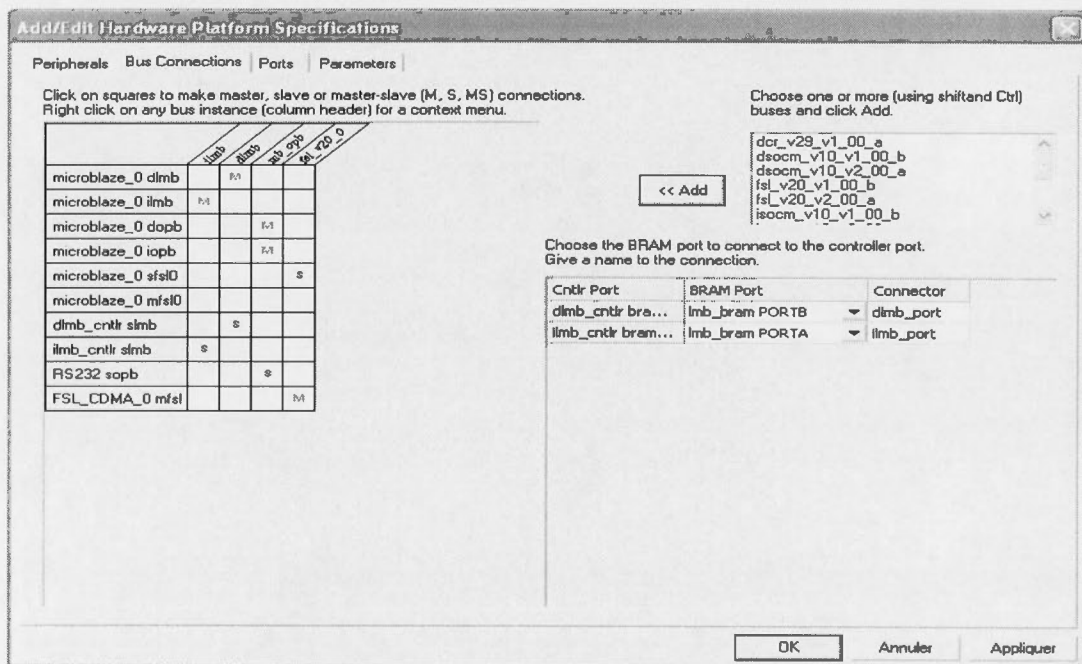 Add/Edit Hardware Platform Specifications
Peripherals Bus Connections Ports Parameters
Click on squares to make master, slave or master-slave (M, S, MS) connections.
Right click on any bus instance (column header) for a context menu.
ilmb dlmb mb_opb fsl_v20_0
microblaze_0 dlmb M
microblaze_0 ilmb M
microblaze_0 dopb M
microblaze_0 iopb M
microblaze_0 sfsl0 s
microblaze_0 mfsl0
dlmb_cntlr slmb s
ilmb_cntlr slmb s
RS232 sopb s
FSL_CDMA_0 mfsl M
Choose one or more (using shiftand Ctrl)
buses and click Add.
<< Add
dcr_v29_v1_00_a
dsocm_v10_v1_00_b
dsocm_v10_v2_00_a
fsl_v20_v1_00_b
fsl_v20_v2_00_a
isocm_v10_v1_00_b
Choose the BRAM port to connect to the controller port.
Give a name to the connection.
Cntlr Port BRAM Port Connector
dlmb_cntlr bra... lmb_bram PORTB dlmb_port
ilmb_cntlr bram... lmb_bram PORTA ilmb_port
OK Annuler Appliquer